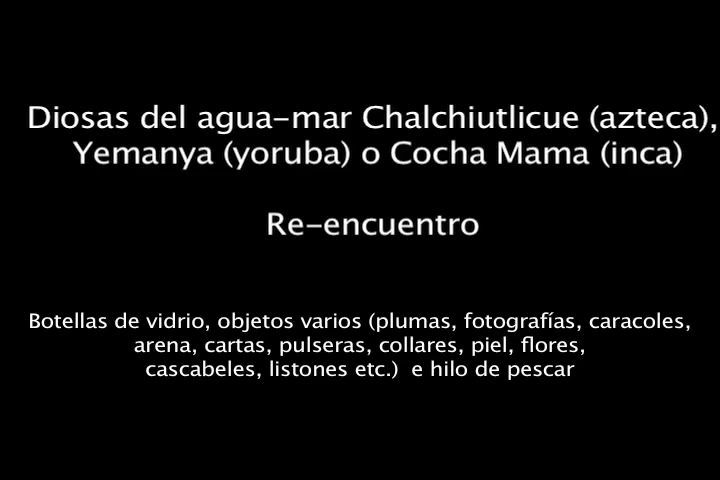 Diosas del agua-mar Chalchiutlicue (azteca),
Yemanya (yoruba) o Cocha Mama (inca)
Re-encuentro
Botellas de vidrio, objetos varios (plumas, fotografías, caracoles,
arena, cartas, pulseras, collares, piel, flores,
cascabeles, listones etc.) e hilo de pescar